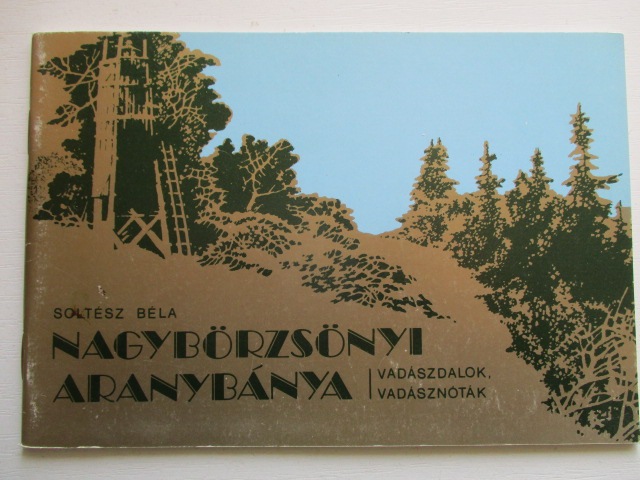 SOLTÉSZ BÉLA
NAGYBÖRZSÖNYI
ARANYBÁNYA
VADÁSZDALOK,
VADÁSZNÓTÁK